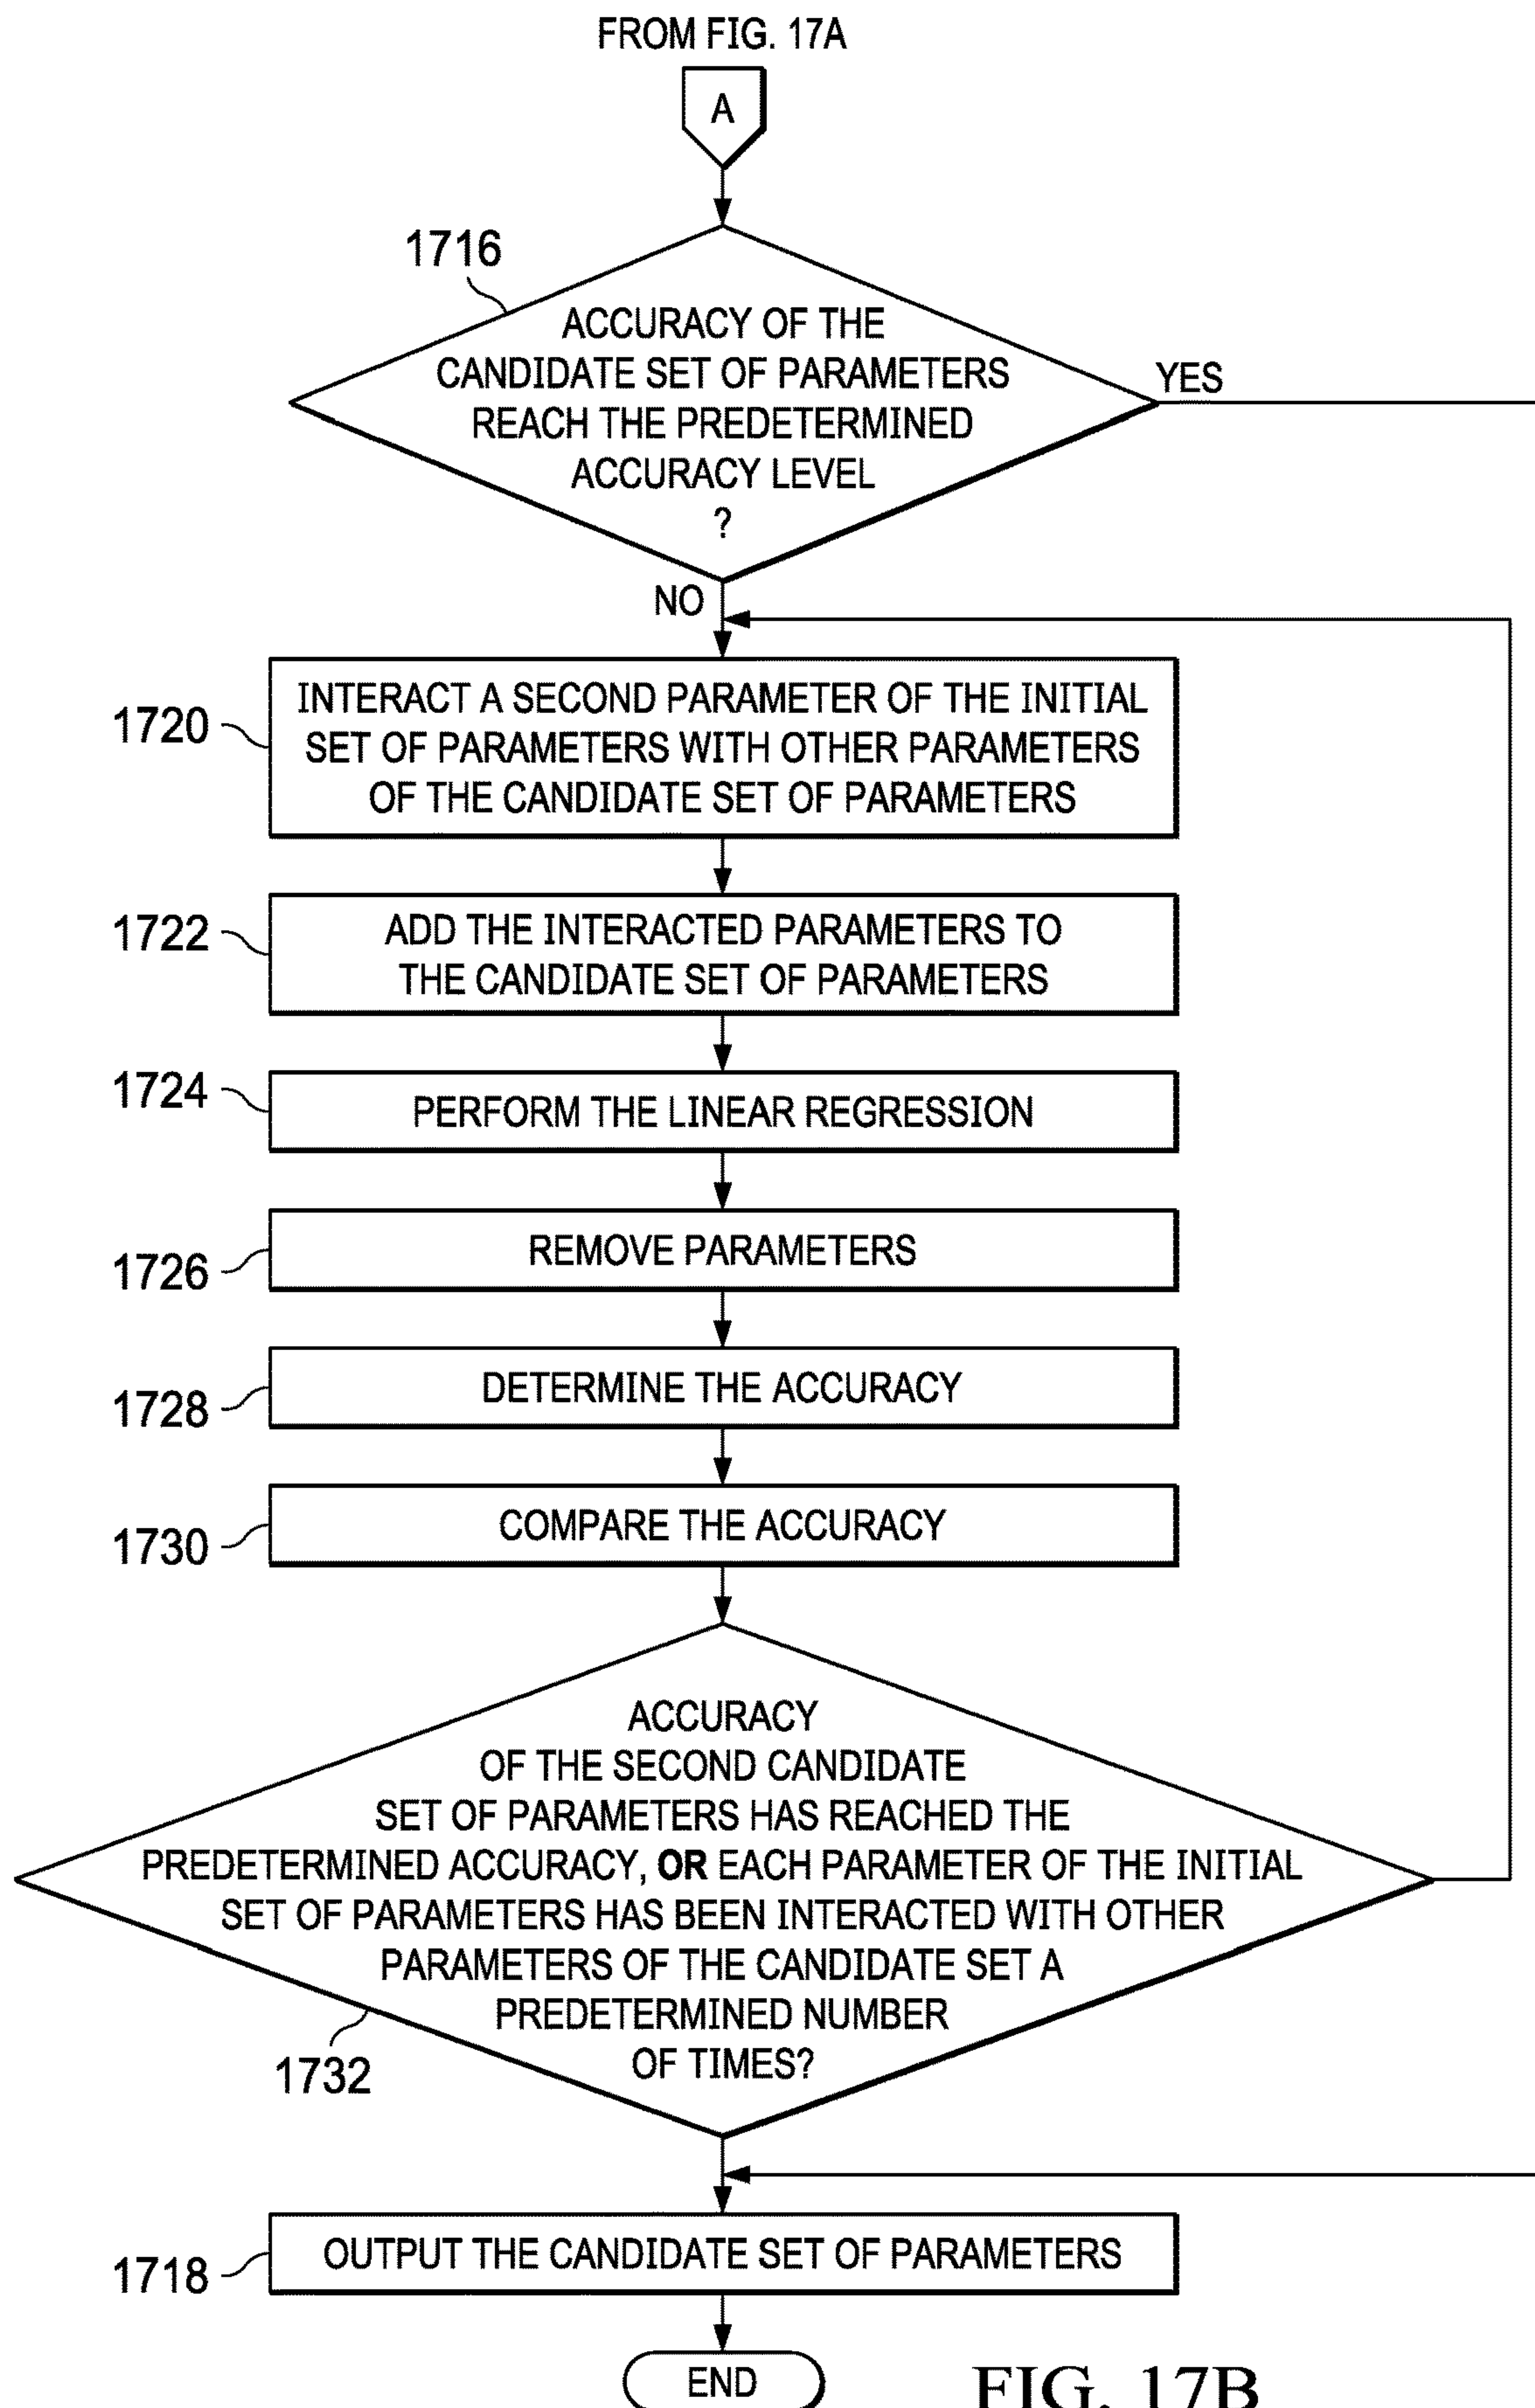 FROM FIG. 17A
A
1716
ACCURACY OF THE
CANDIDATE SET OF PARAMETERS
REACH THE PREDETERMINED
ACCURACY LEVEL
?
YES
NO
1720
INTERACT A SECOND PARAMETER OF THE INITIAL
SET OF PARAMETERS WITH OTHER PARAMETERS
OF THE CANDIDATE SET OF PARAMETERS
1722
ADD THE INTERACTED PARAMETERS TO
THE CANDIDATE SET OF PARAMETERS
1724
PERFORM THE LINEAR REGRESSION
1726
REMOVE PARAMETERS
1728
DETERMINE THE ACCURACY
1730
COMPARE THE ACCURACY
ACCURACY
OF THE SECOND CANDIDATE
SET OF PARAMETERS HAS REACHED THE
PREDETERMINED ACCURACY, OR EACH PARAMETER OF THE INITIAL
SET OF PARAMETERS HAS BEEN INTERACTED WITH OTHER
PARAMETERS OF THE CANDIDATE SET A
PREDETERMINED NUMBER
OF TIMES?
1732
1718
OUTPUT THE CANDIDATE SET OF PARAMETERS
END
FIG. 17B